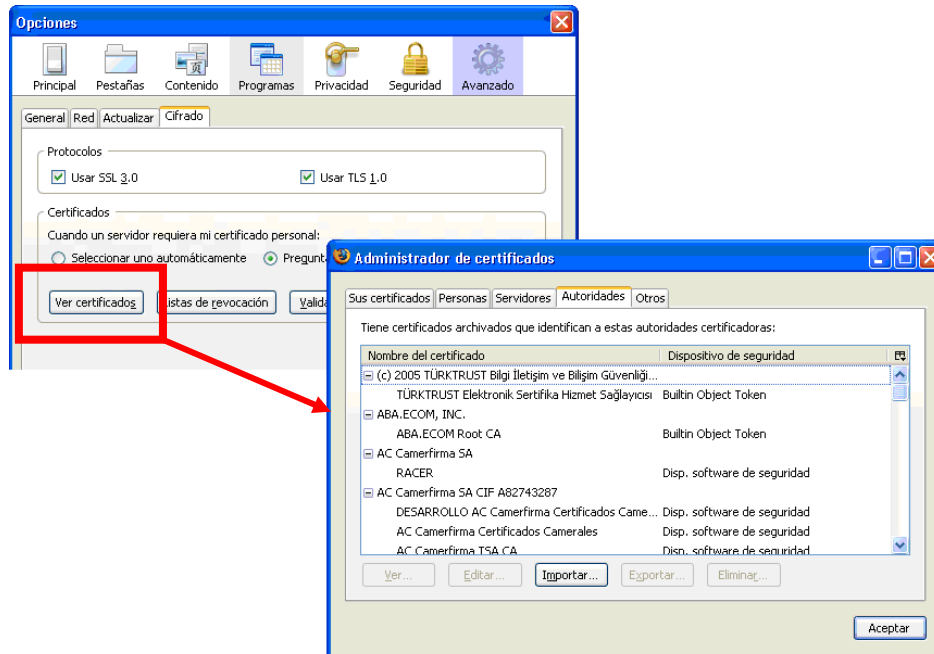 Opciones
Principal Pestañas Contenido Programas Privacidad Seguridad Avanzado
General Red Actualizar Cifrado
Protocolos
Usar SSL 3.0 Usar TLS 1.0
Certificados
Cuando un servidor requiera mi certificado personal:
Seleccionar uno automáticamente
Ver certificados Listas de revocación
Administrador de certificados
Sus certificados Personas Servidores Autoridades Otros
Tiene certificados archivados que identifican a estas autoridades certificadoras:
Nombre del certificado Dispositivo de seguridad
(c) 2005 TÜRKTRUST Bilgi İletişim ve Bilişim Güvenliği...
TÜRKTRUST Elektronik Sertifika Hizmet Sağlayıcısı Builtin Object Token
ABA.ECOM, INC.
ABA.ECOM Root CA Builtin Object Token
AC Camerfirma SA
RACER Disp. software de seguridad
AC Camerfirma SA CIF A82743287
DESARROLLO AC Camerfirma Certificados Came... Disp. software de seguridad
AC Camerfirma Certificados Camerales Disp. software de seguridad
AC Camerfirma TSA CA Disp. software de seguridad
Ver... Editar... Importar... Exportar... Eliminar...
Aceptar